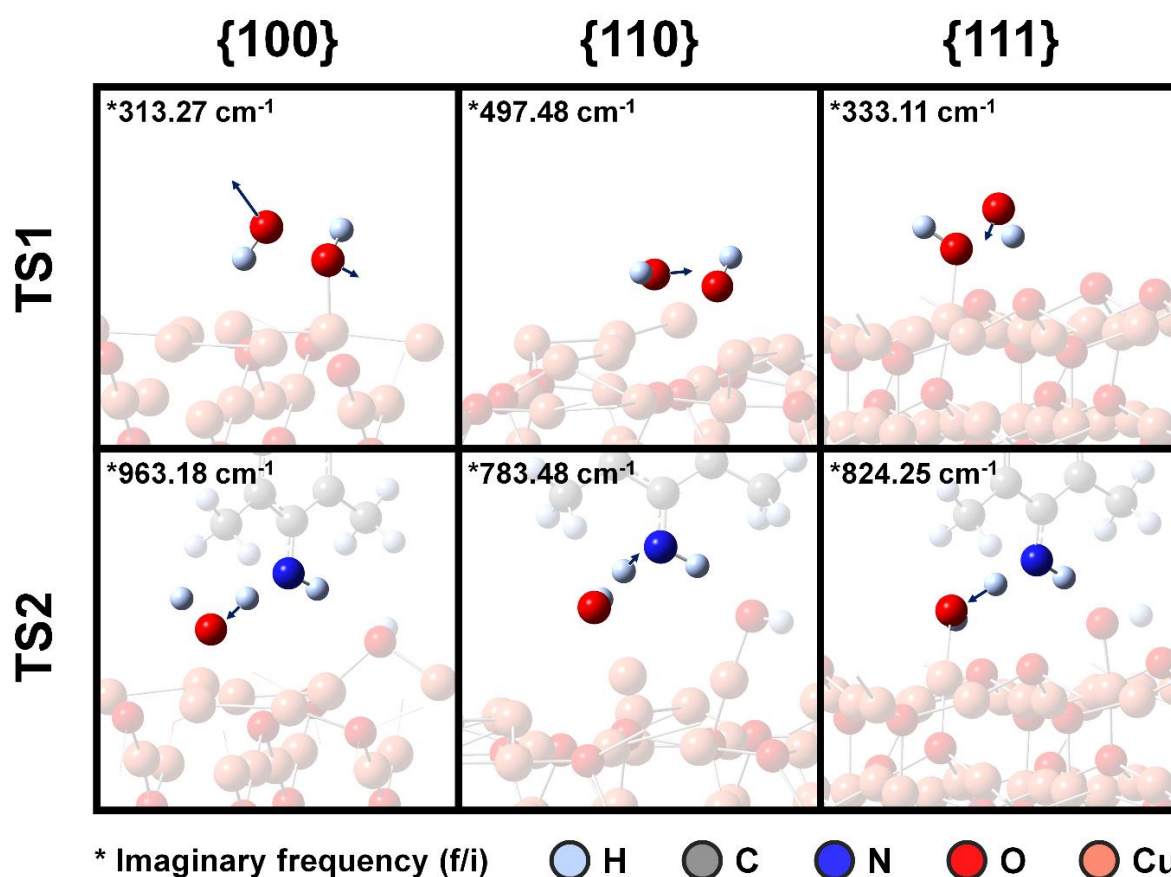 {100} {110} {111}
TS1
*313.27 cm-1 *497.48 cm-1 *333.11 cm-1
TS2
*963.18 cm-1 *783.48 cm-1 *824.25 cm-1
* Imaginary frequency (f/i) H C N O Cu